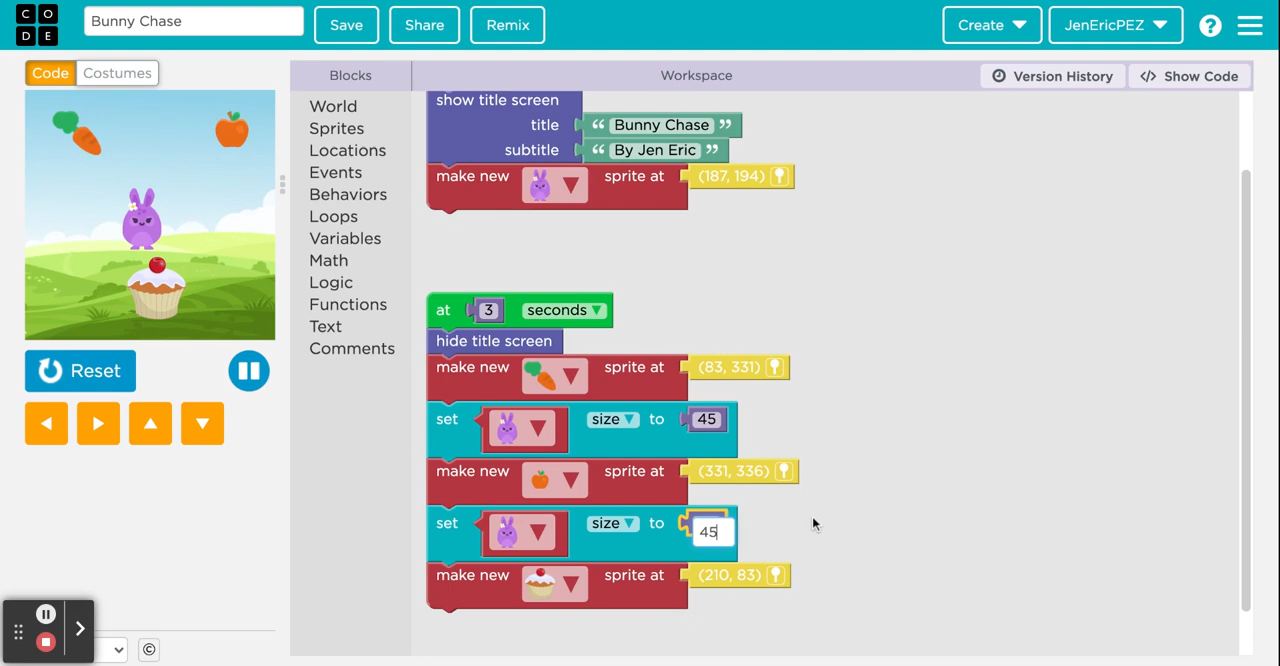 C O
D E
Bunny Chase
Save
Share
Remix
Create
JenEricPEZ
?
Code
Costumes
Blocks
Workspace
Version History
</> Show Code
World
Sprites
Locations
Events
Behaviors
Loops
Variables
Math
Logic
Functions
Text
Comments
show title screen
title “ Bunny Chase ”
subtitle “ By Jen Eric ”
make new sprite at (187, 194)
at 3 seconds
hide title screen
make new sprite at (83, 331)
set size to 45
make new sprite at (331, 336)
set size to 45
make new sprite at (210, 83)
Reset
©